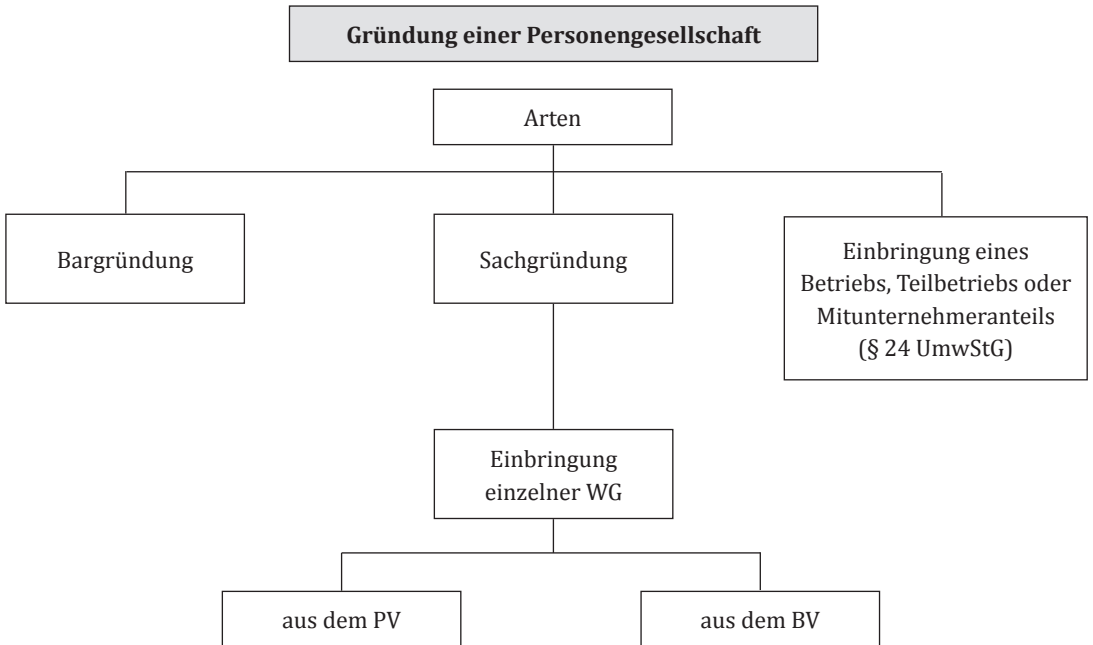 Gründung einer Personengesellschaft
Arten
Bargründung
Sachgründung
Einbringung eines
Betriebs, Teilbetriebs oder
Mitunternehmeranteils
(§ 24 UmwStG)
Einbringung
einzelner WG
aus dem PV
aus dem BV